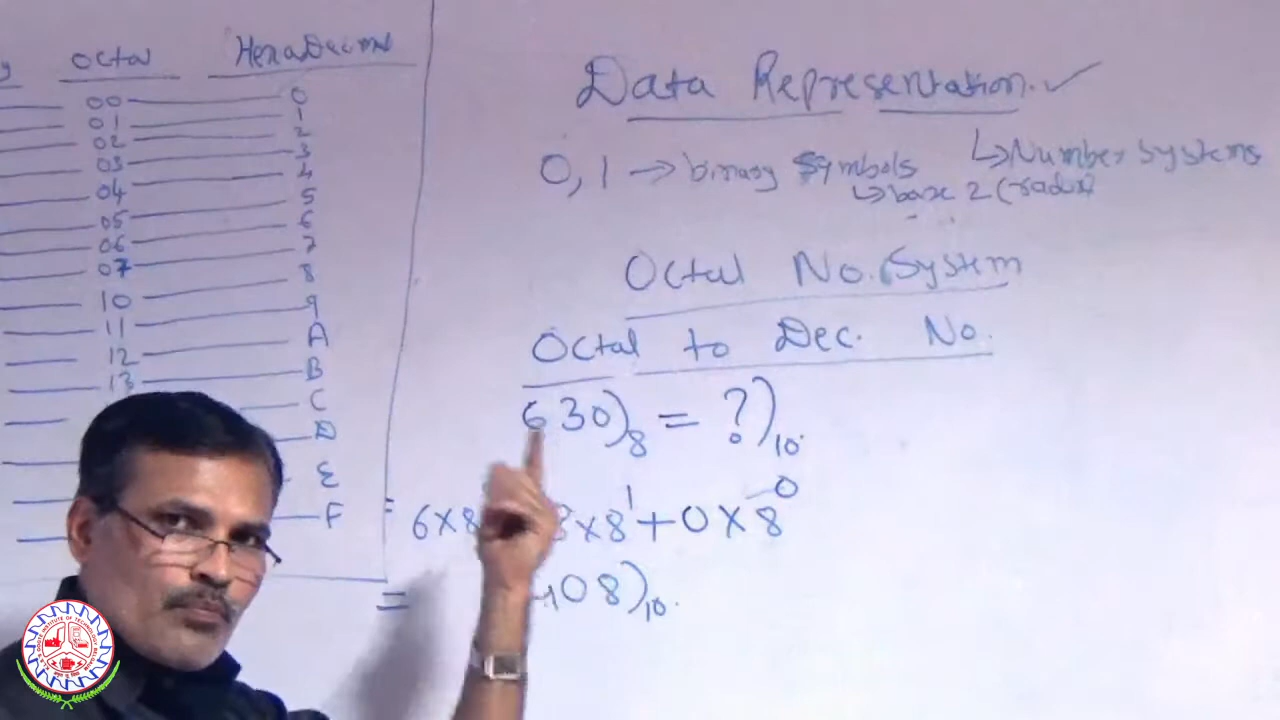 Octal HexaDecimal
00 0
01 1
02 2
03 3
04 4
05 5
06 6
07 7
10 8
11 9
12 A
13 B
C
D
E
F
Data Representation. ✓
0, 1 → binary Symbols ↳ Number Systems
↳ base 2 (radix)
Octal No. System
Octal to Dec. No.
630)8 = ?)10
= 6×8 3×8¹+0×8⁰
= 408)10.